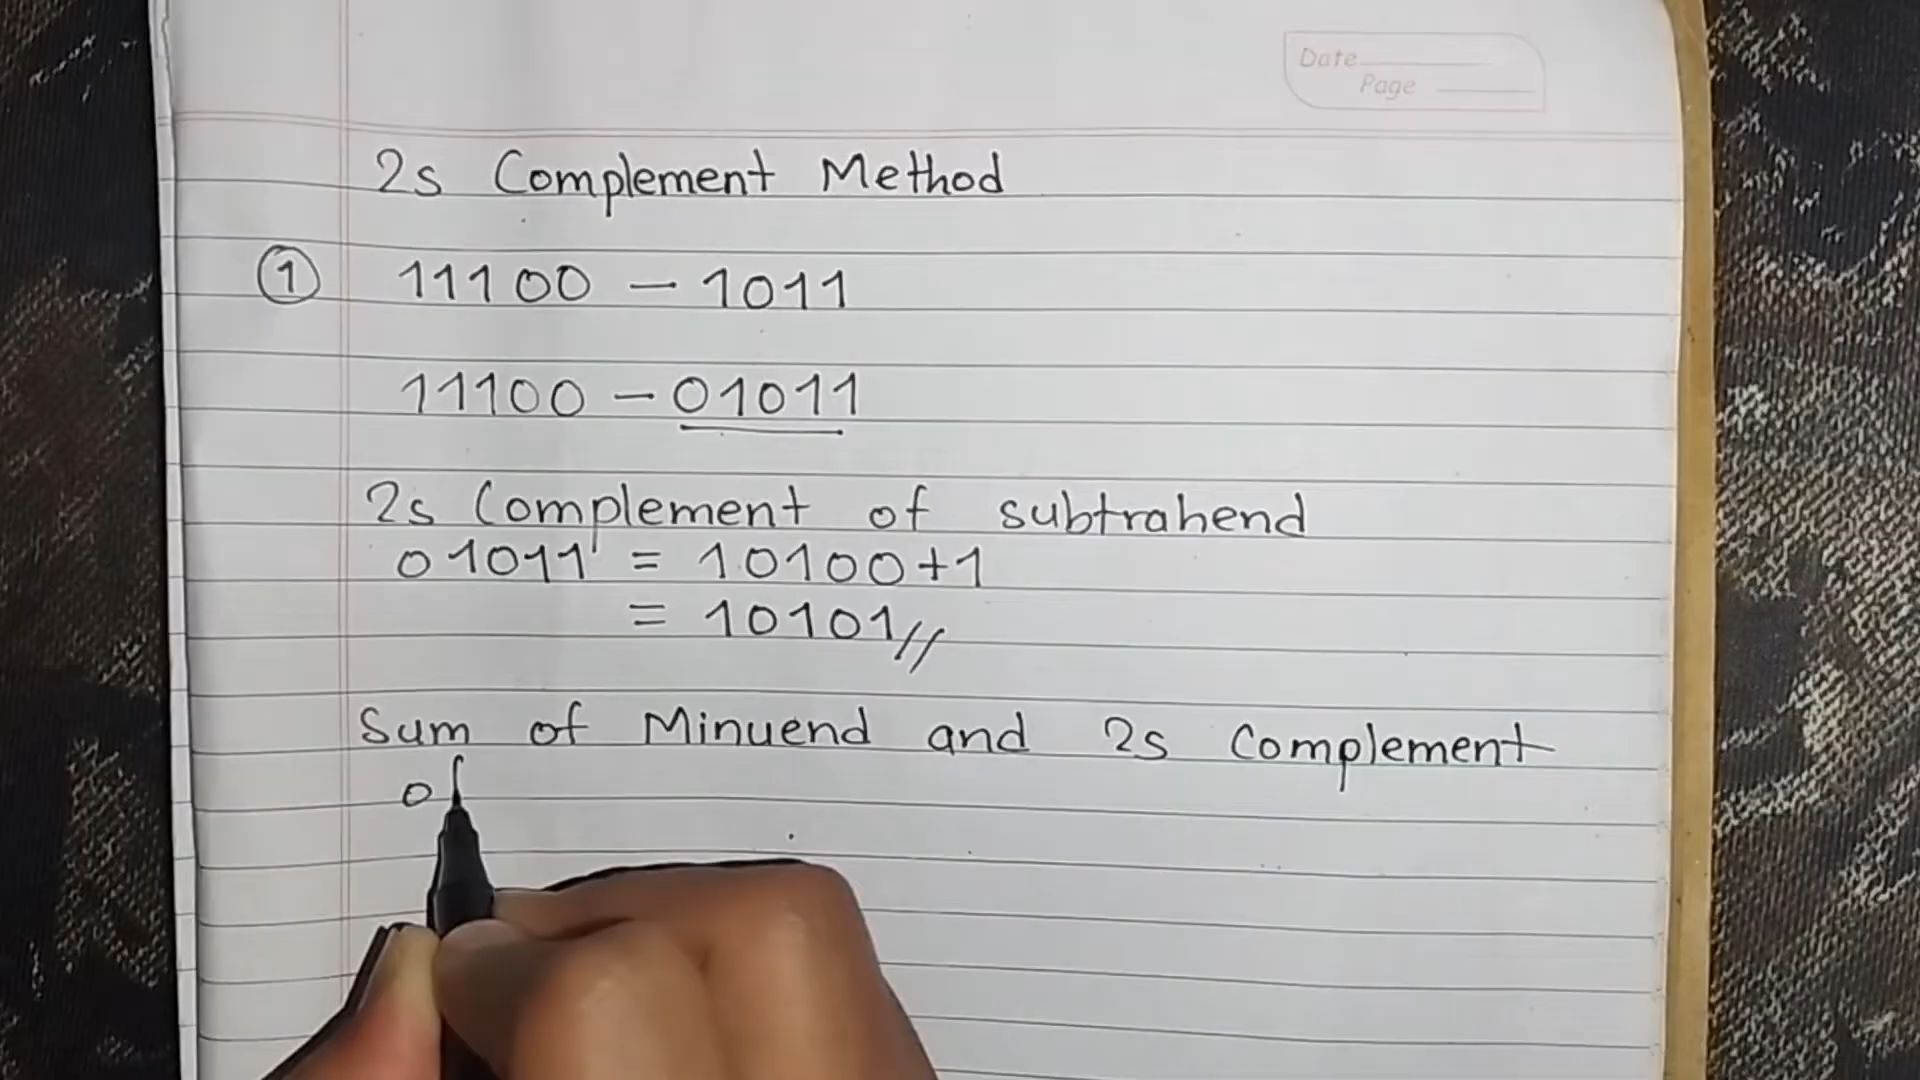 Date
Page
2s Complement Method
① 11100 - 1011
11100 - 01011
2s Complement of subtrahend
01011 = 10100+1
= 10101//
Sum of Minuend and 2s Complement
of